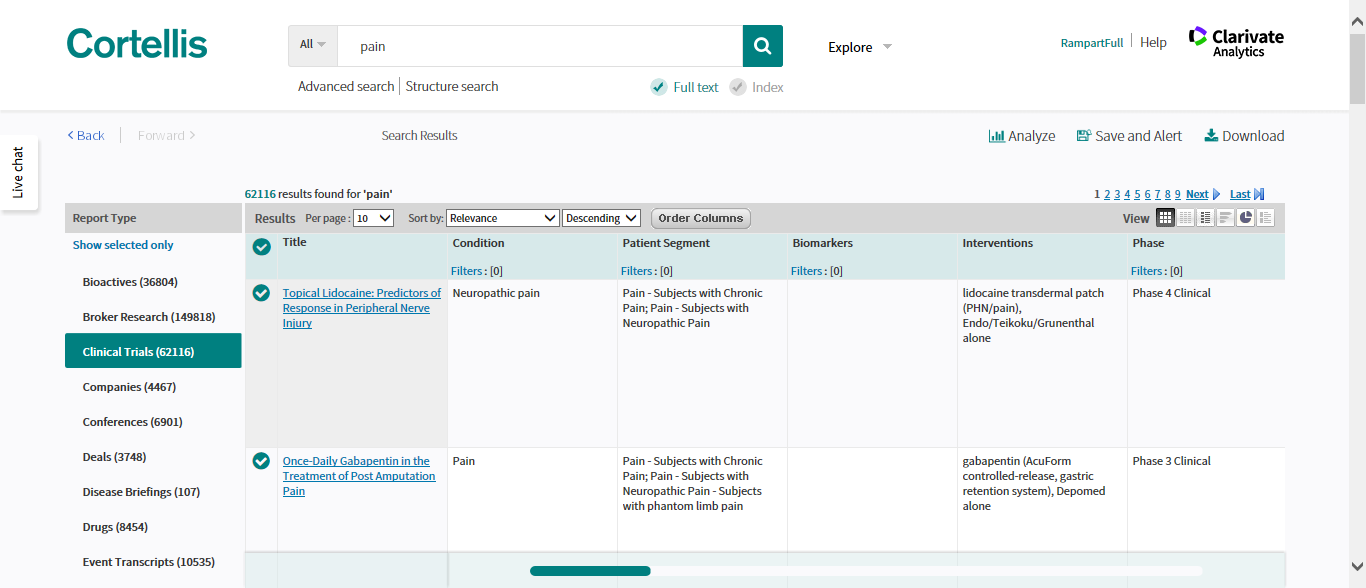 Cortellis
All
pain
Explore
RampartFull
Help
Clarivate
Analytics
Advanced search
Structure search
Full text
Index
Back
Forward
Search Results
Analyze
Save and Alert
Download
Live chat
62116 results found for 'pain'
1 2 3 4 5 6 7 8 9 Next Last
Report Type
Results Per page : 10 Sort by: Relevance Descending Order Columns View
Show selected only
Bioactives (36804)
Broker Research (149818)
Clinical Trials (62116)
Companies (4467)
Conferences (6901)
Deals (3748)
Disease Briefings (107)
Drugs (8454)
Event Transcripts (10535)
Title Condition Patient Segment Biomarkers Interventions Phase
Filters : [0] Filters : [0] Filters : [0] Filters : [0]
Topical Lidocaine: Predictors of
Response in Peripheral Nerve
Injury
Neuropathic pain
Pain - Subjects with Chronic
Pain; Pain - Subjects with
Neuropathic Pain
lidocaine transdermal patch
(PHN/pain),
Endo/Teikoku/Grunenthal
alone
Phase 4 Clinical
Once-Daily Gabapentin in the
Treatment of Post Amputation
Pain
Pain
Pain - Subjects with Chronic
Pain; Pain - Subjects with
Neuropathic Pain - Subjects
with phantom limb pain
gabapentin (AcuForm
controlled-release, gastric
retention system), Depomed
alone
Phase 3 Clinical